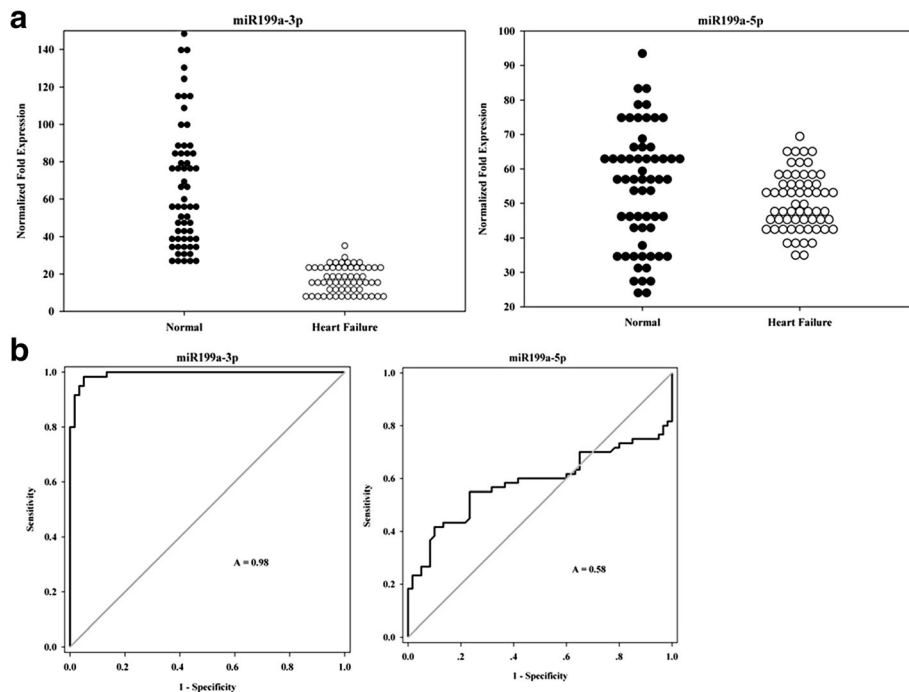 a
miR199a-3p
Normalized Fold Expression
140
120
100
80
60
40
20
0
Normal
Heart Failure
miR199a-5p
Normalized Fold Expression
100
90
80
70
60
50
40
30
20
Normal
Heart Failure
b
miR199a-3p
Sensitivity
1.0
0.8
0.6
0.4
0.2
0.0
A = 0.98
0.0 0.2 0.4 0.6 0.8 1.0
1 - Specificity
miR199a-5p
Sensitivity
1.0
0.8
0.6
0.4
0.2
0.0
A = 0.58
0.0 .2 .4 .6 .8 1.0
1 - Specificity